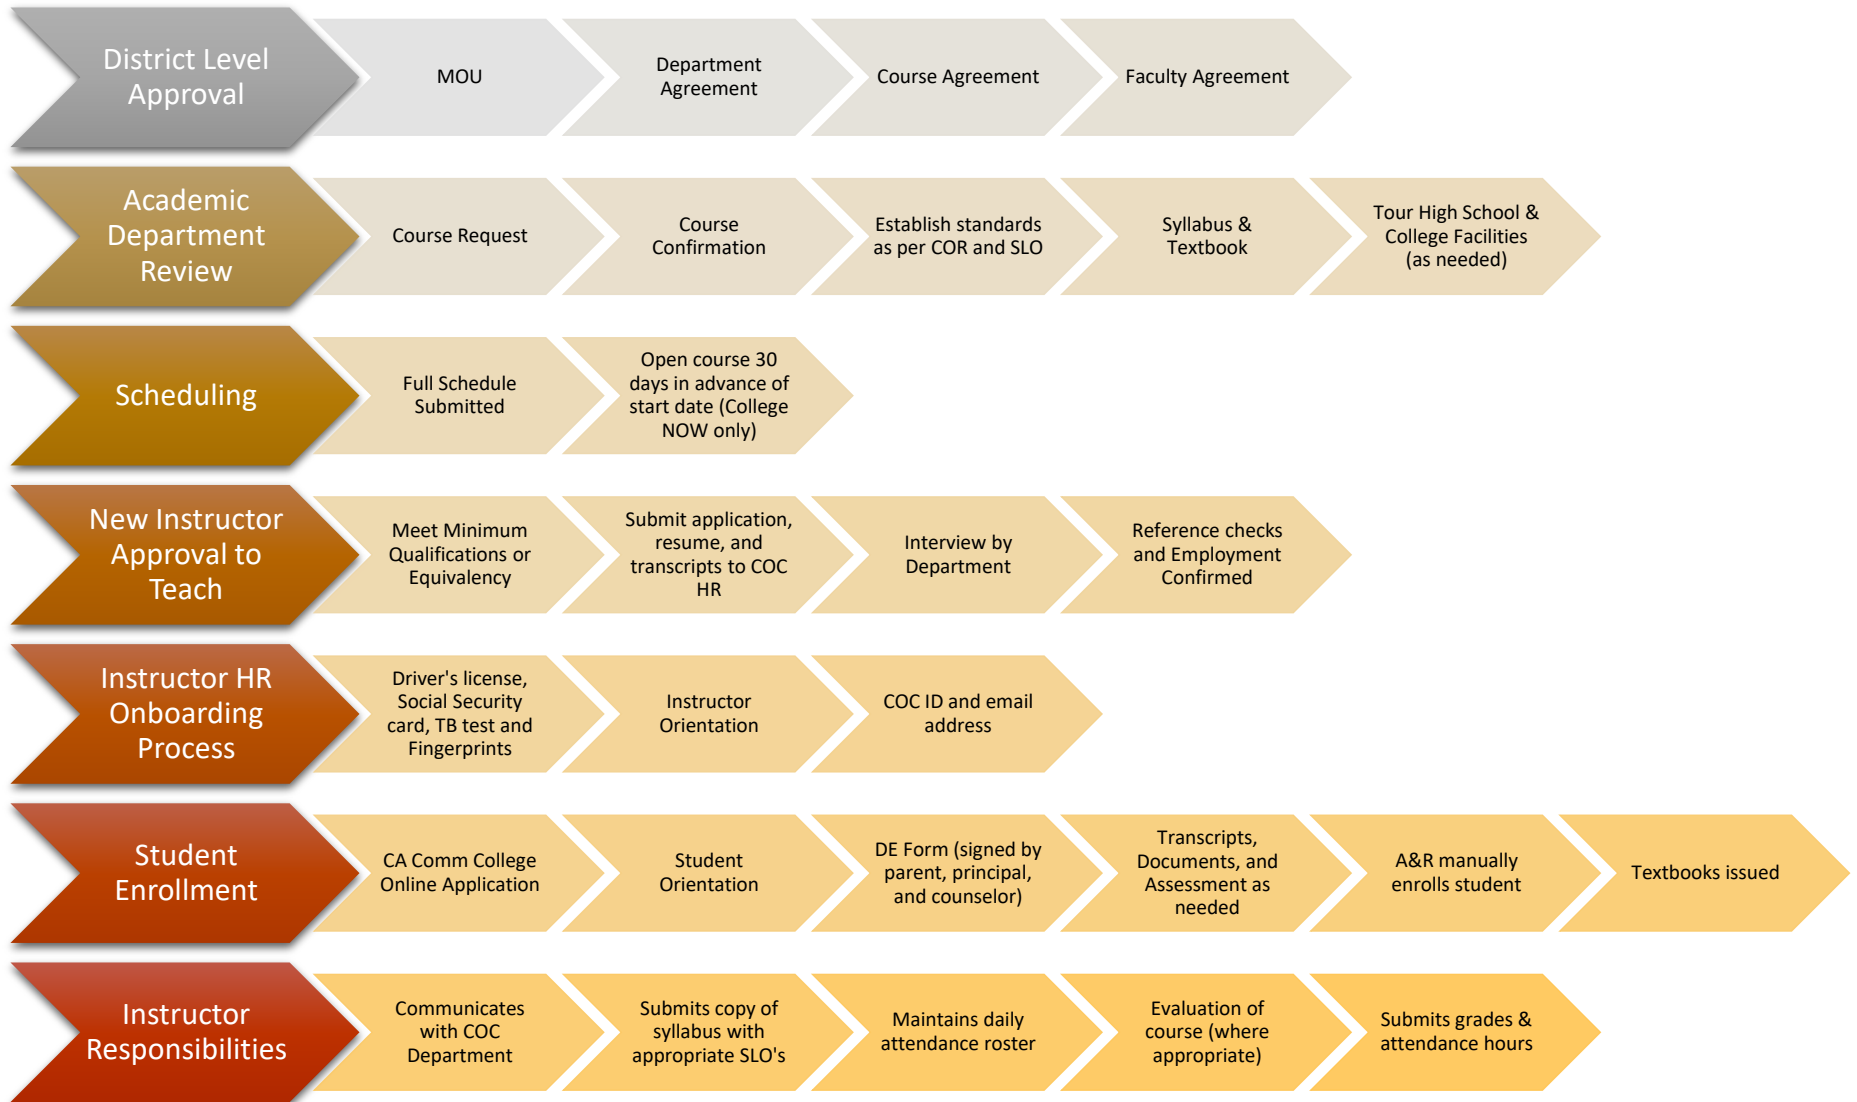 District Level
Approval
MOU
Department
Agreement
Course Agreement
Faculty Agreement
Academic
Department
Review
Course Request
Course
Confirmation
Establish standards
as per COR and SLO
Syllabus &
Textbook
Tour High School &
College Facilities
(as needed)
Scheduling
Full Schedule
Submitted
Open course 30
days in advance of
start date (College
NOW only)
New Instructor
Approval to
Teach
Meet Minimum
Qualifications or
Equivalency
Submit application,
resume, and
transcripts to COC
HR
Interview by
Department
Reference checks
and Employment
Confirmed
Instructor HR
Onboarding
Process
Driver's license,
Social Security
card, TB test and
Fingerprints
Instructor
Orientation
COC ID and email
address
Student
Enrollment
CA Comm College
Online Application
Student
Orientation
DE Form (signed by
parent, principal,
and counselor)
Transcripts,
Documents, and
Assessment as
needed
A&R manually
enrolls student
Textbooks issued
Instructor
Responsibilities
Communicates
with COC
Department
Submits copy of
syllabus with
appropriate SLO's
Maintains daily
attendance roster
Evaluation of
course (where
appropriate)
Submits grades &
attendance hours